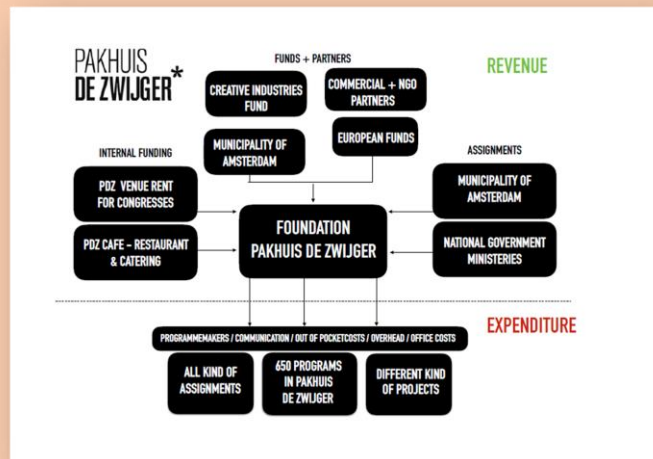 PAKHUIS
DE ZWIJGER*
FUNDS + PARTNERS
REVENUE
CREATIVE INDUSTRIES
FUND
COMMERCIAL + NGO
PARTNERS
MUNICIPALITY OF
AMSTERDAM
EUROPEAN FUNDS
INTERNAL FUNDING
ASSIGNMENTS
PDZ VENUE RENT
FOR CONGRESSES
MUNICIPALITY OF
AMSTERDAM
FOUNDATION
PAKHUIS DE ZWIJGER
PDZ CAFE - RESTAURANT
& CATERING
NATIONAL GOVERNMENT
MINISTERIES
EXPENDITURE
PROGRAMMEMAKERS / COMMUNICATION / OUT OF POCKETCOSTS / OVERHEAD / OFFICE COSTS
ALL KIND OF
ASSIGNMENTS
650 PROGRAMS
IN PAKHUIS
DE ZWIJGER
DIFFERENT KIND
OF PROJECTS